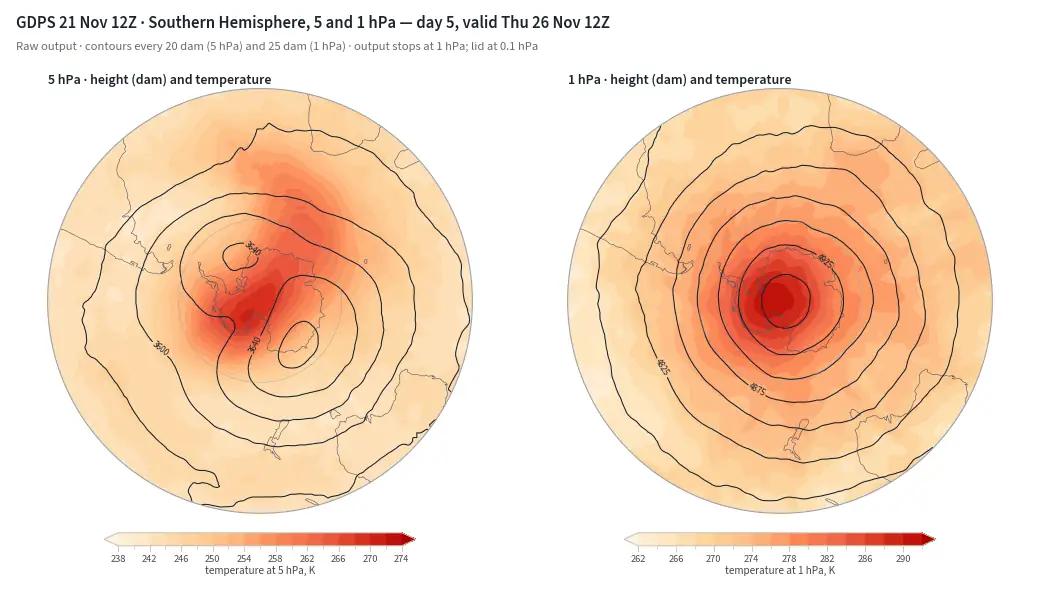 GDPS 21 Nov 12Z · Southern Hemisphere, 5 and 1 hPa — day 5, valid Thu 26 Nov 12Z
Raw output · contours every 20 dam (5 hPa) and 25 dam (1 hPa) · output stops at 1 hPa; lid at 0.1 hPa
5 hPa · height (dam) and temperature
1 hPa · height (dam) and temperature
3640
3640
3600
4925
4825
4875
238 242 246 250 254 258 262 266 270 274
temperature at 5 hPa, K
262 266 270 274 278 282 286 290
temperature at 1 hPa, K